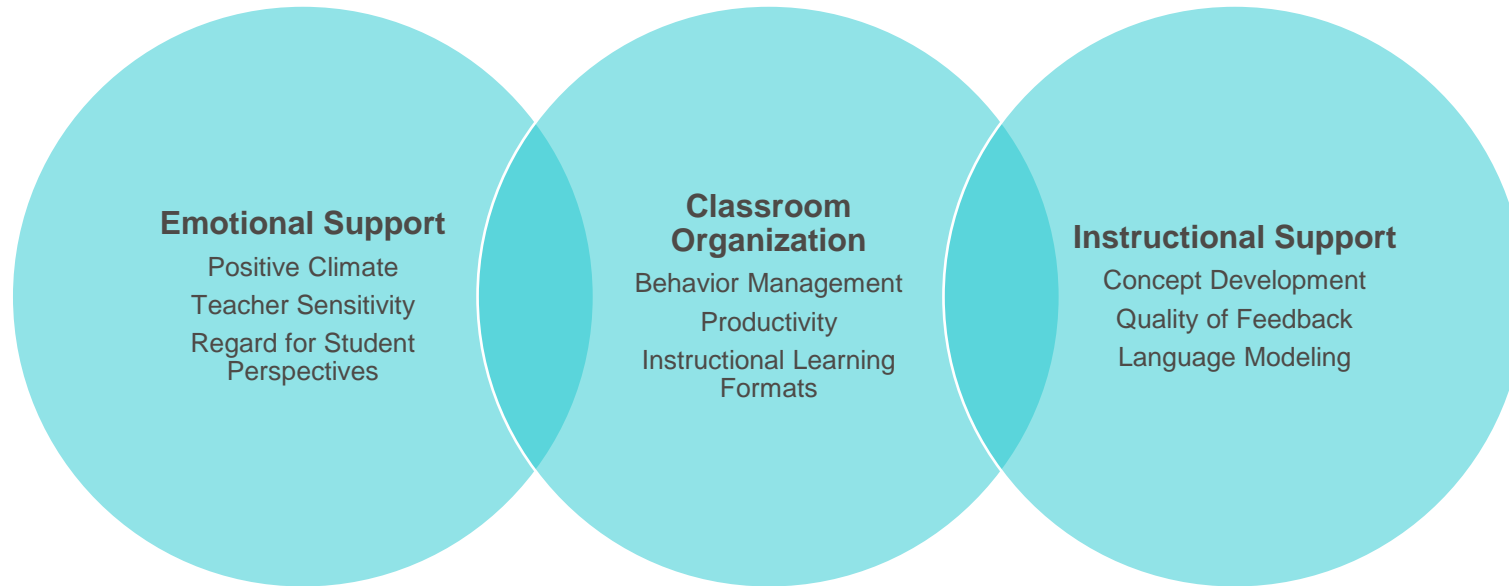 Emotional Support
Positive Climate
Teacher Sensitivity
Regard for Student
Perspectives
Classroom
Organization
Behavior Management
Productivity
Instructional Learning
Formats
Instructional Support
Concept Development
Quality of Feedback
Language Modeling